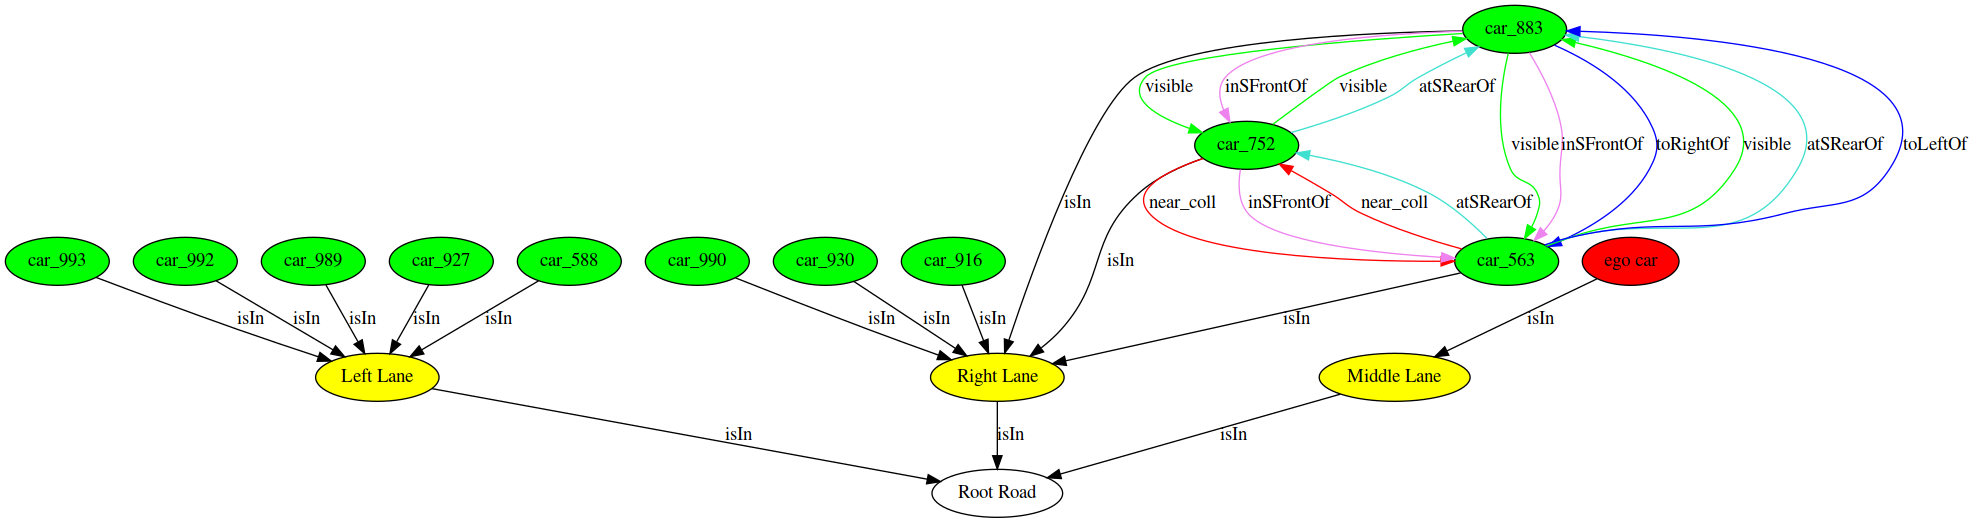 car_883
visible
inSFrontOf
visible
atSRearOf
car_752
visible
inSFrontOf
toRightOf
visible
atSRearOf
toLeftOf
isIn
near_coll
inSFrontOf
near_coll
atSRearOf
car_993
car_992
car_989
car_927
car_588
car_990
car_930
car_916
isIn
car_563
ego car
isIn
isIn
isIn
isIn
isIn
isIn
isIn
isIn
isIn
isIn
Left Lane
Right Lane
Middle Lane
isIn
isIn
isIn
Root Road